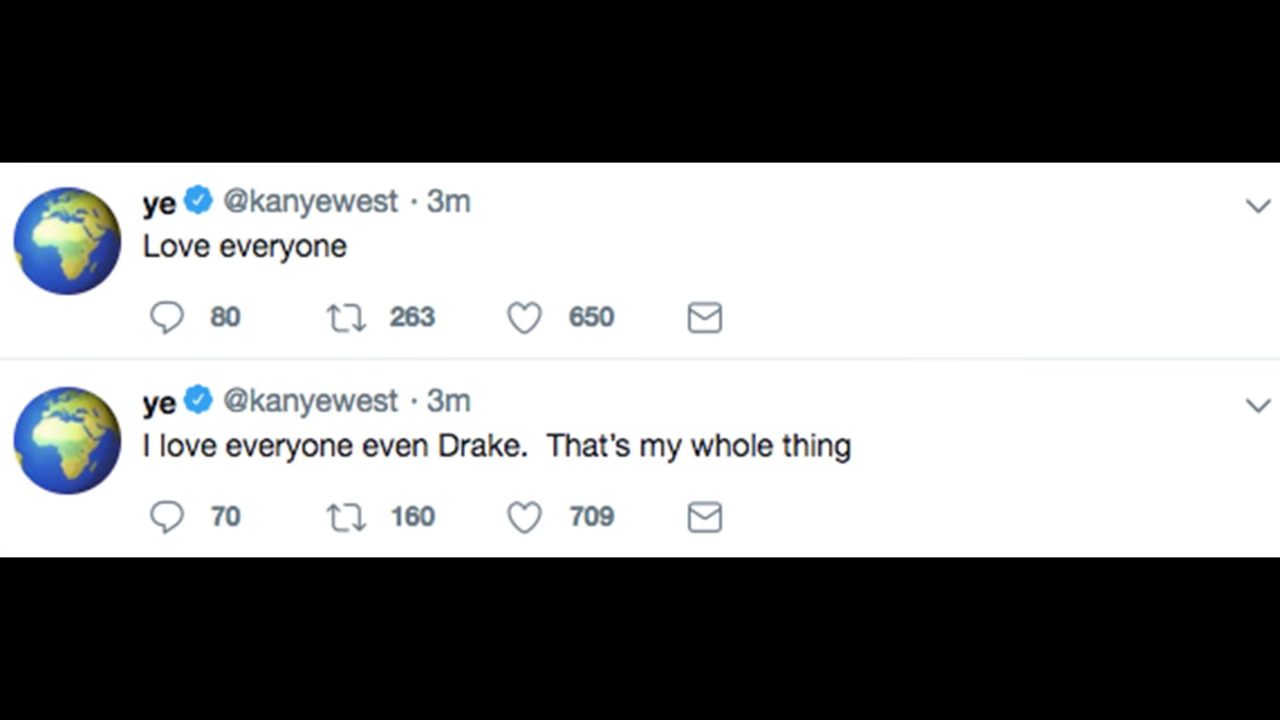 ye @kanyewest · 3m
Love everyone
80 263 650
ye @kanyewest · 3m
I love everyone even Drake.  That's my whole thing
70 160 709